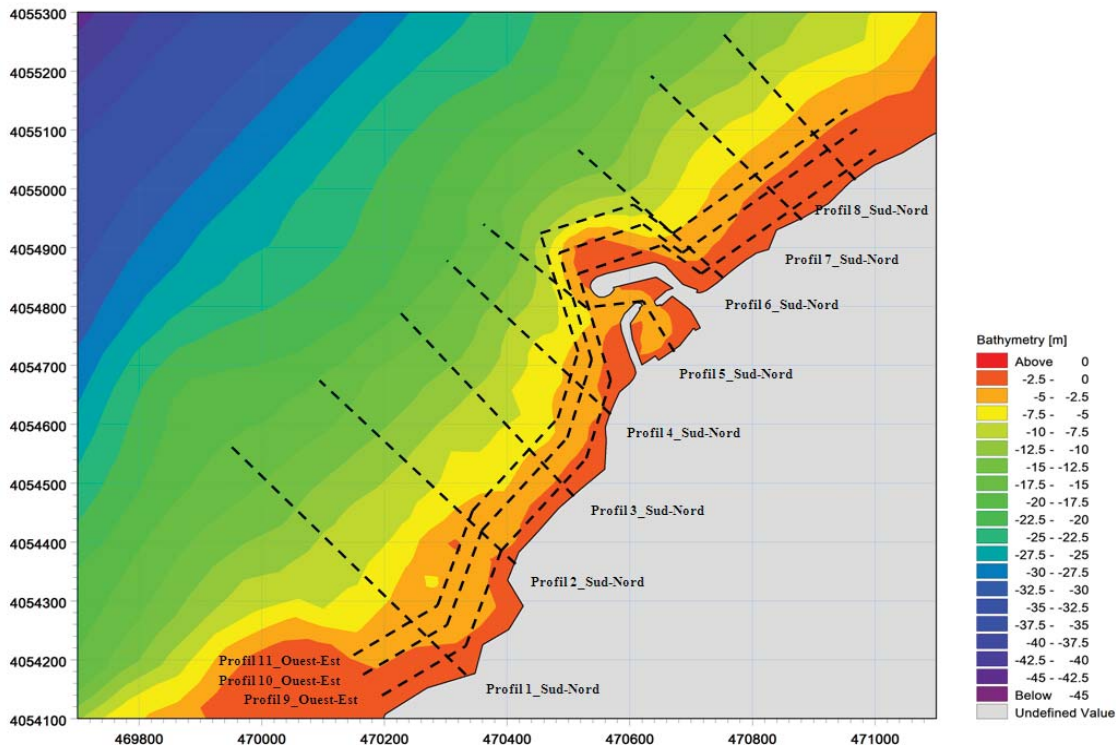 4055300
4055200
4055100
4055000
4054900
4054800
4054700
4054600
4054500
4054400
4054300
4054200
4054100
469800 470000 470200 470400 470600 470800 471000
Profil 8_Sud-Nord
Profil 7_Sud-Nord
Profil 6_Sud-Nord
Profil 5_Sud-Nord
Profil 4_Sud-Nord
Profil 3_Sud-Nord
Profil 2_Sud-Nord
Profil 11_Ouest-Est
Profil 10_Ouest-Est
Profil 9_Ouest-Est
Profil 1_Sud-Nord
Bathymetry [m]
Above 0
-2.5 - 0
-5 - -2.5
-7.5 - -5
-10 - -7.5
-12.5 - -10
-15 - -12.5
-17.5 - -15
-20 - -17.5
-22.5 - -20
-25 - -22.5
-27.5 - -25
-30 - -27.5
-32.5 - -30
-35 - -32.5
-37.5 - -35
-40 - -37.5
-42.5 - -40
-45 - -42.5
Below -45
Undefined Value